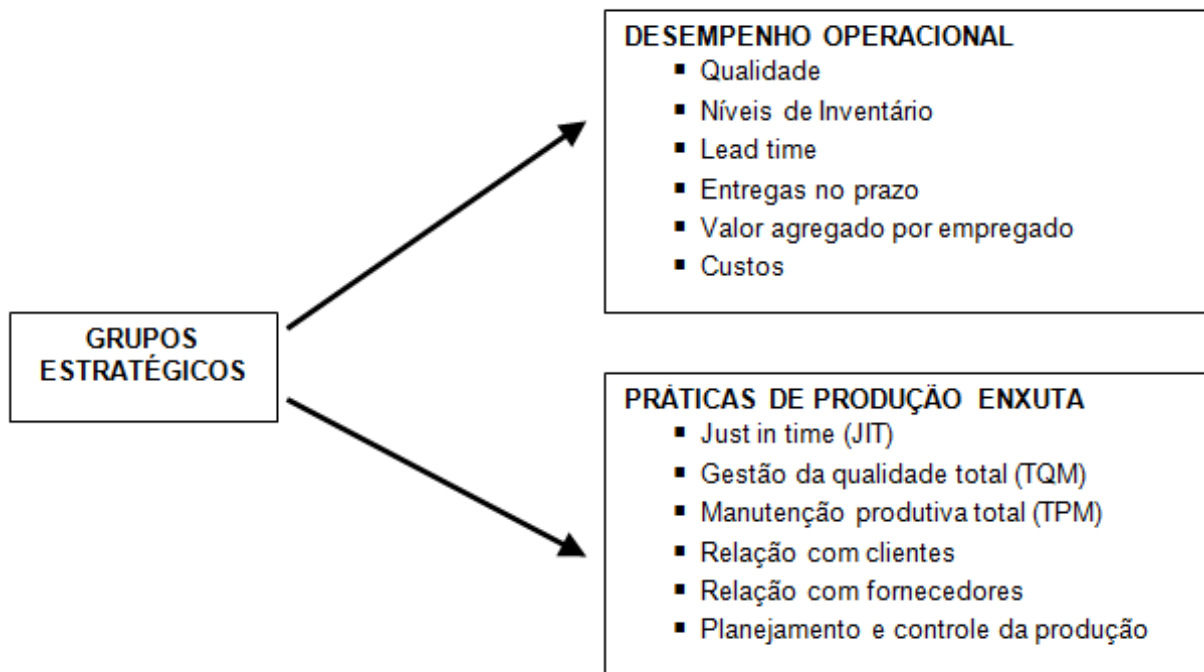 DESEMPENHO OPERACIONAL
▪ Qualidade
▪ Níveis de Inventário
▪ Lead time
▪ Entregas no prazo
▪ Valor agregado por empregado
▪ Custos
GRUPOS
ESTRATÉGICOS
PRÁTICAS DE PRODUÇÃO ENXUTA
▪ Just in time (JIT)
▪ Gestão da qualidade total (TQM)
▪ Manutenção produtiva total (TPM)
▪ Relação com clientes
▪ Relação com fornecedores
▪ Planejamento e controle da produção